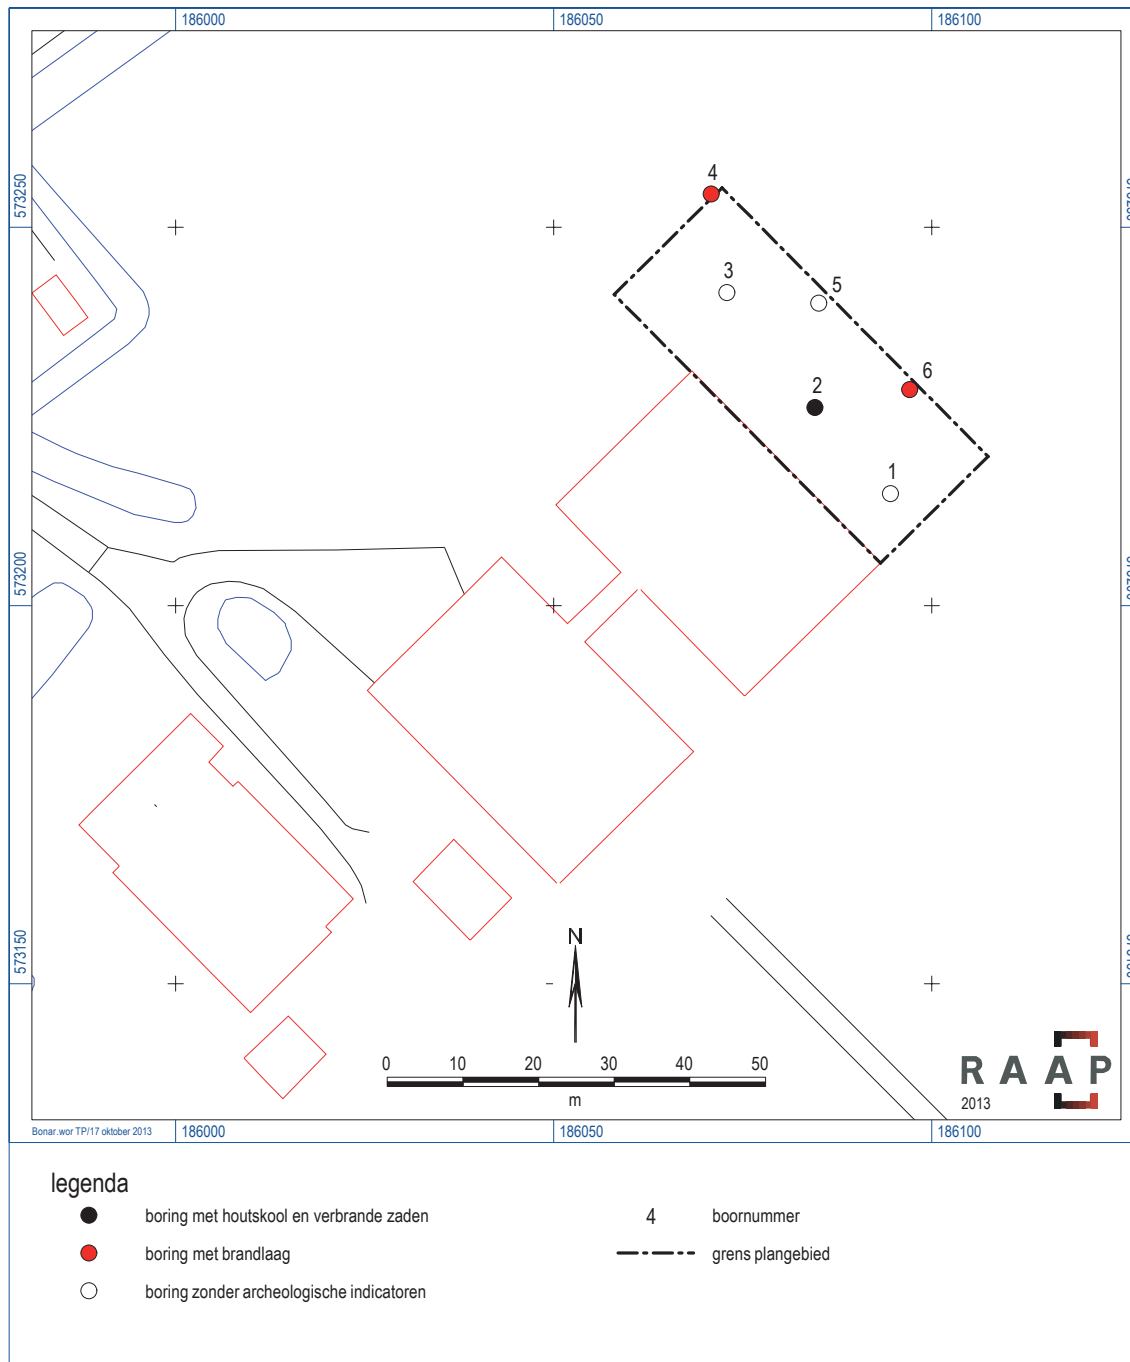 186000
186050
186100
573250
4
3
5
6
2
1
573200
573150
N
0 10 20 30 40 50
m
RAAP
2013
Bonar.wor TP/17 oktober 2013
186000
186050
186100
legenda
boring met houtskool en verbrande zaden
boring met brandlaag
boring zonder archeologische indicatoren
4 boornummer
grens plangebied